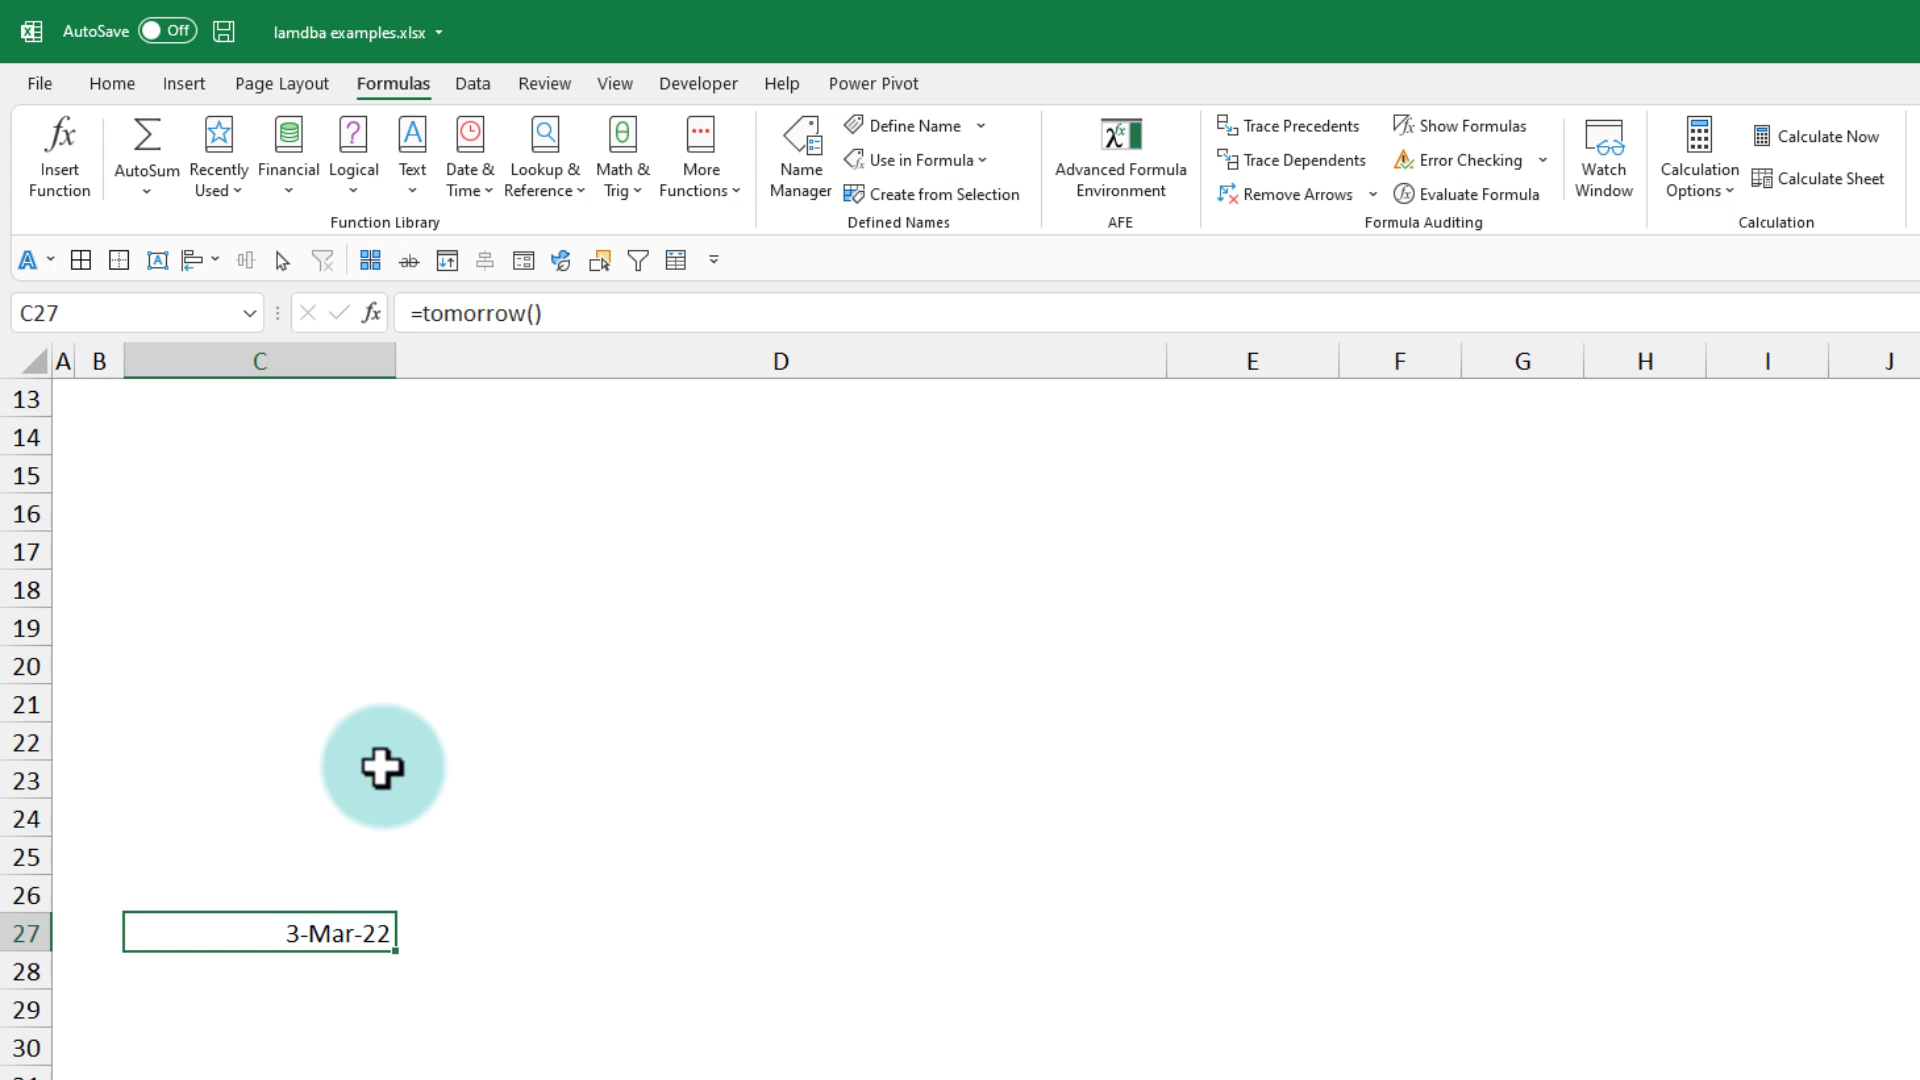 AutoSave Off lamdba examples.xlsx
File Home Insert Page Layout Formulas Data Review View Developer Help Power Pivot
fx Insert Function
AutoSum
Recently Used
Financial
Logical
Text
Date & Time
Lookup & Reference
Math & Trig
More Functions
Function Library
Name Manager
Define Name
Use in Formula
Create from Selection
Defined Names
Advanced Formula Environment
AFE
Trace Precedents
Trace Dependents
Remove Arrows
Show Formulas
Error Checking
Evaluate Formula
Formula Auditing
Watch Window
Calculation Options
Calculate Now
Calculate Sheet
Calculation
C27 fx =tomorrow()
A B C D E F G H I J
13
14
15
16
17
18
19
20
21
22
23
24
25
26
27 3-Mar-22
28
29
30